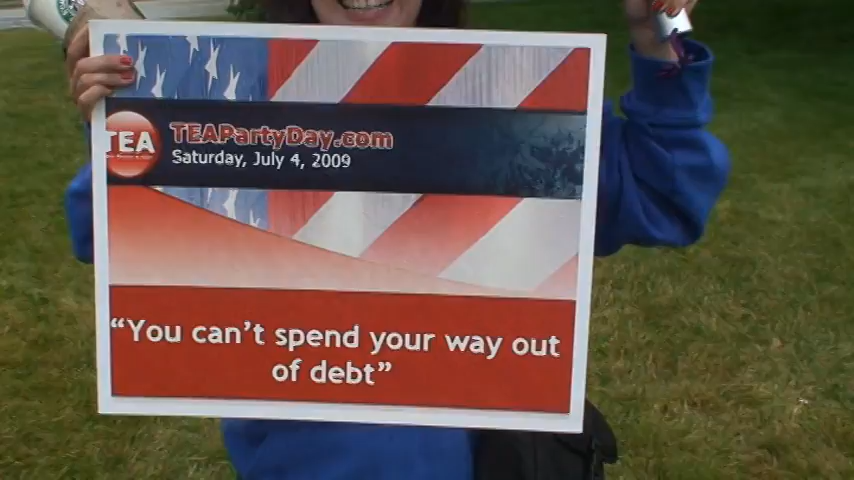 TEA
TEAPartyDay.com
Saturday, July 4, 2009
“You can’t spend your way out
of debt”